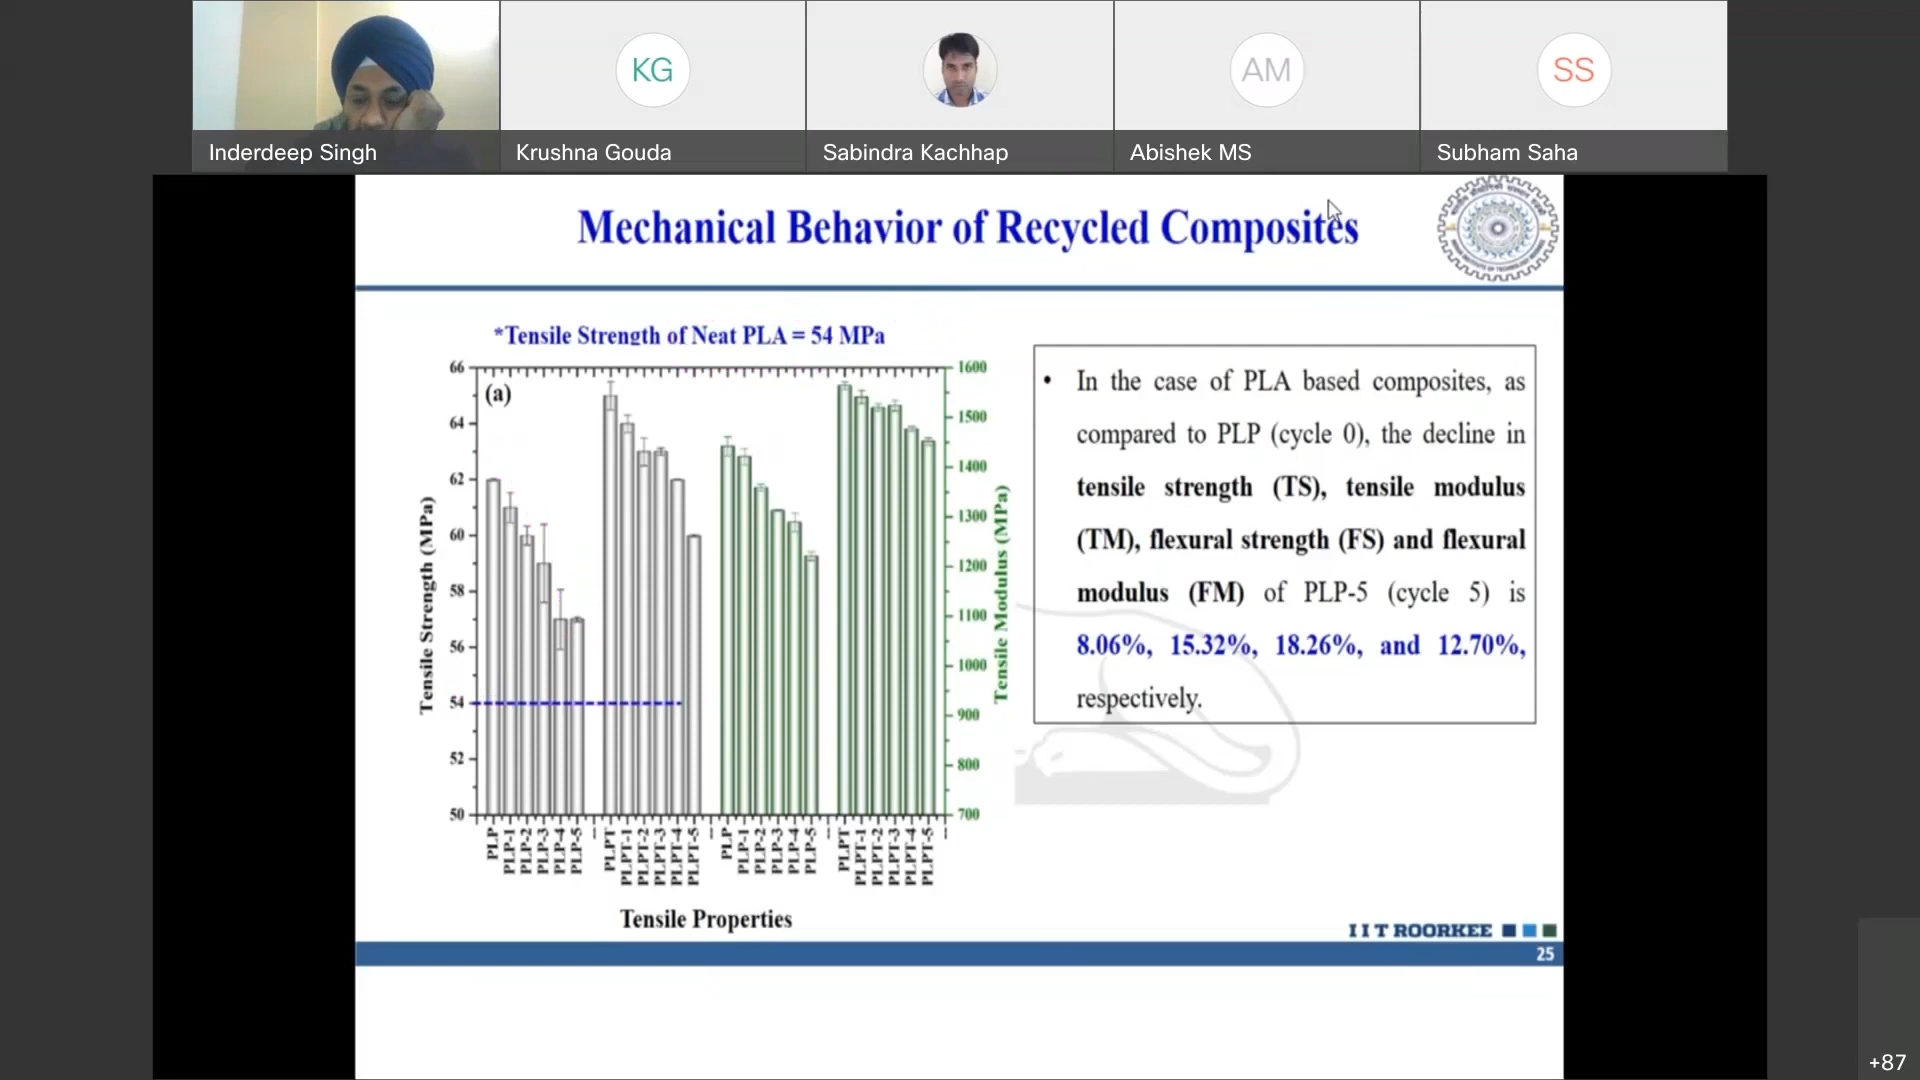 KG
AM
SS
Inderdeep Singh
Krushna Gouda
Sabindra Kachhap
Abishek MS
Subham Saha
Mechanical Behavior of Recycled Composites
*Tensile Strength of Neat PLA = 54 MPa
(a)
66
64
62
60
58
56
54
52
50
Tensile Strength (MPa)
1600
1500
1400
1300
1200
1100
1000
900
800
700
Tensile Modulus (MPa)
PLP
PLP-1
PLP-2
PLP-3
PLP-4
PLP-5
--
PLPT
PLPT-1
PLPT-2
PLPT-3
PLPT-4
PLPT-5
--
PLP
PLP-1
PLP-2
PLP-3
PLP-4
PLP-5
--
PLPT
PLPT-1
PLPT-2
PLPT-3
PLPT-4
PLPT-5
--
Tensile Properties
• In the case of PLA based composites, as
compared to PLP (cycle 0), the decline in
tensile strength (TS), tensile modulus
(TM), flexural strength (FS) and flexural
modulus (FM) of PLP-5 (cycle 5) is
8.06%, 15.32%, 18.26%, and 12.70%,
respectively.
IIT ROORKEE
25
+87